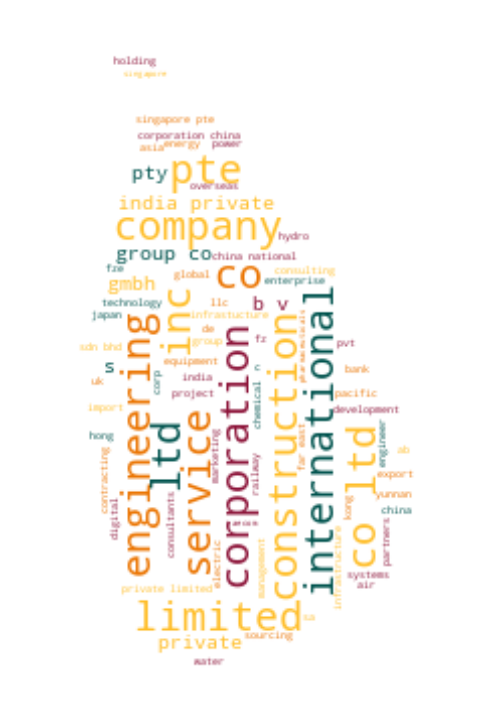 holding
singapore
singapore pte
corporation china
asia
energy
power
pty
pte
overseas
india private
company
hydro
group co
china national
fze
global
co
consulting
enterprise
gmbh
technology
inc
llc
b v
infrastucture
japan
de
engineering
corporation
construction
international
pharmaceuticals
group
fz
pvt
sdn bhd
equipment
s
corp
india
c
bank
uk
project
chemical
pacific
import
development
ltd
service
marketing
far east
co ltd
engineer
hong
ab
contracting
railway
export
consultants
kong
yunnan
digital
china
aecom
partners
electric
management
infrastructure
systems
air
private limited
limited
sa
sourcing
private
water